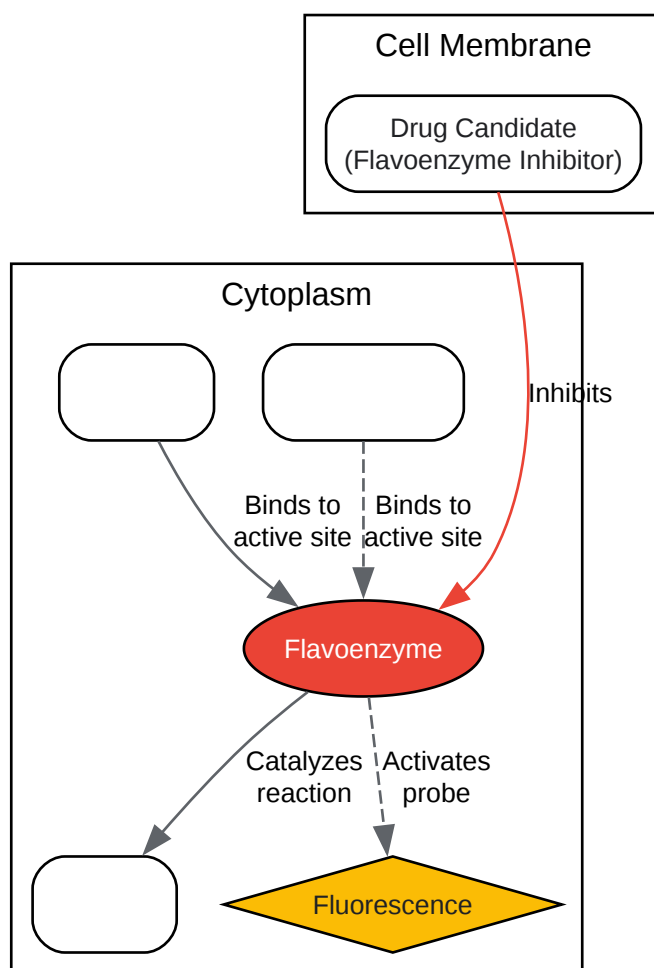 Cell Membrane
Drug Candidate
(Flavoenzyme Inhibitor)
Cytoplasm
Inhibits
Binds to
active site
Binds to
active site
Flavoenzyme
Catalyzes
reaction
Activates
probe
Fluorescence